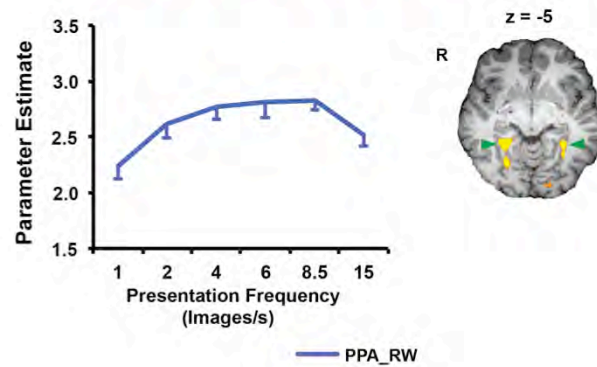 z = -5
R
3.5
3.0
2.5
2.0
1.5
Parameter Estimate
1 2 4 6 8.5 15
Presentation Frequency
(Images/s)
PPA_RW